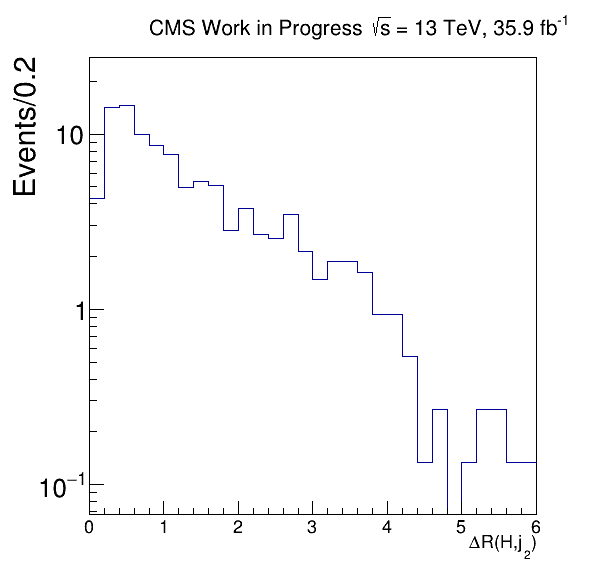 CMS Work in Progress √s = 13 TeV, 35.9 fb⁻¹
Events/0.2
10
1
10⁻¹
0 1 2 3 4 5 6
ΔR(H,j₂)